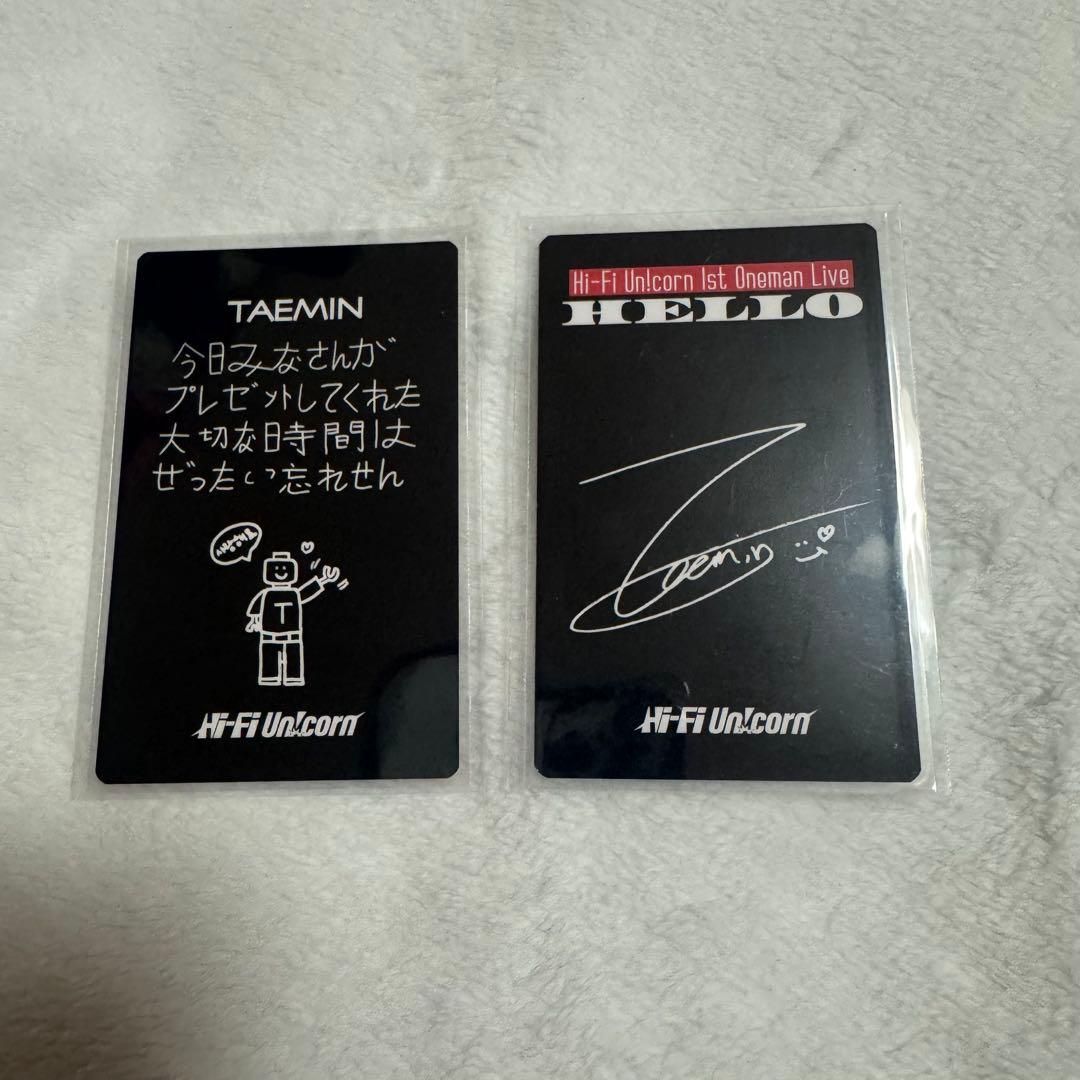 TAEMIN
今日みなさんが
プレゼントしてくれた
大切な時間は
ぜったい忘れせん
T
Hi-Fi Un!corn
Hi-Fi Un!corn 1st Oneman Live
HELLO
Taemin
Hi-Fi Un!corn